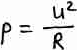 P = U²/R